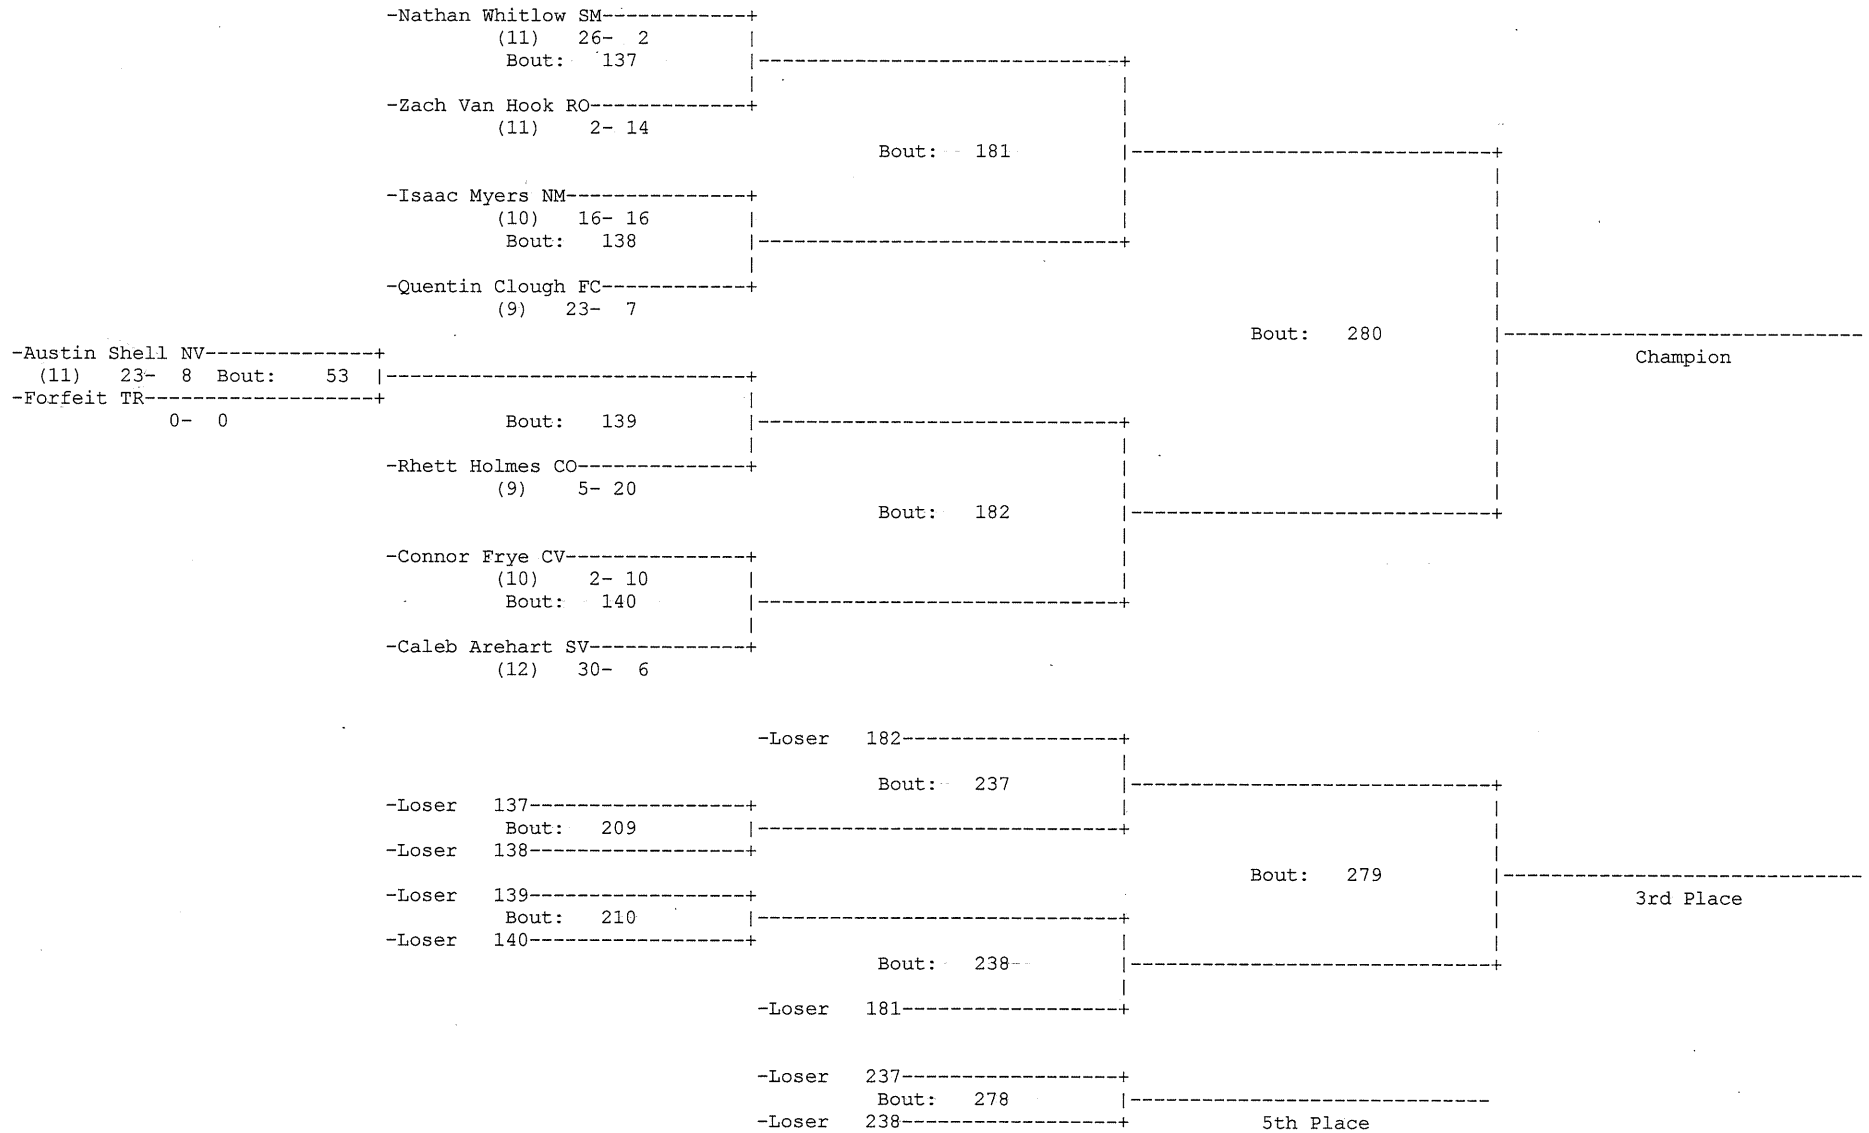 -Nathan Whitlow SM------------+
(11) 26- 2
Bout: 137
-Zach Van Hook RO-------------+
(11) 2- 14
Bout: 181
-Isaac Myers NM---------------+
(10) 16- 16
Bout: 138
-Quentin Clough FC------------+
(9) 23- 7
Bout: 280
Champion
-Austin Shell NV--------------+
(11) 23- 8 Bout: 53
-Forfeit TR-------------------+
0- 0
Bout: 139
-Rhett Holmes CO--------------+
(9) 5- 20
Bout: 182
-Connor Frye CV---------------+
(10) 2- 10
Bout: 140
-Caleb Arehart SV-------------+
(12) 30- 6
-Loser 182------------------+
Bout: 237
-Loser 137------------------+
Bout: 209
-Loser 138------------------+
Bout: 279
3rd Place
-Loser 139------------------+
Bout: 210
-Loser 140------------------+
Bout: 238
-Loser 181------------------+
-Loser 237------------------+
Bout: 278
-Loser 238------------------+
5th Place